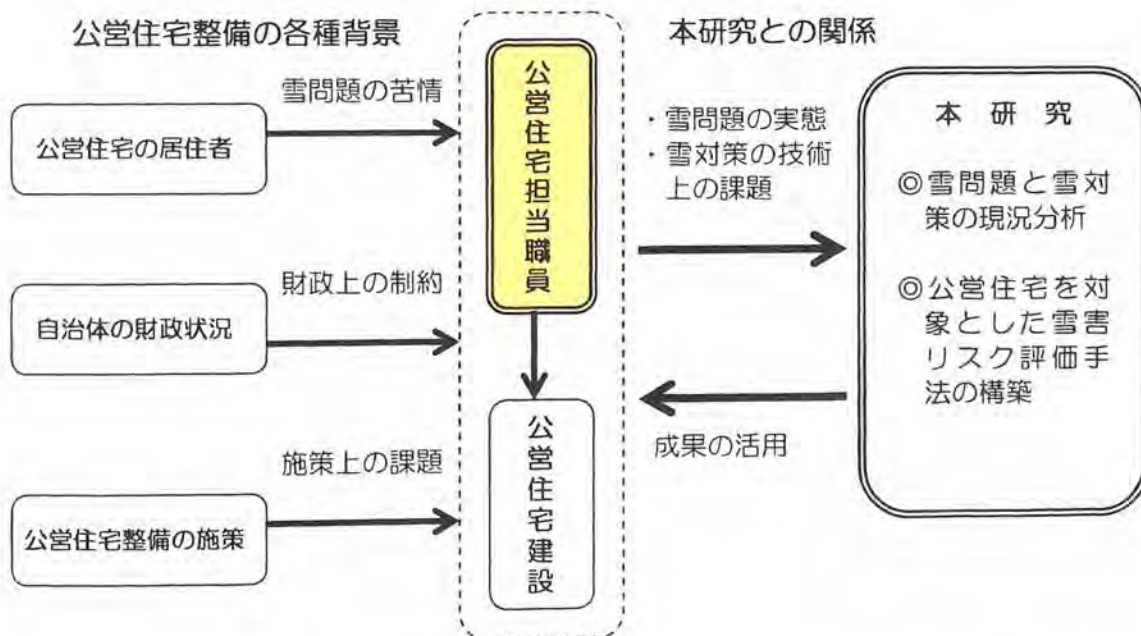 公営住宅整備の各種背景
本研究との関係
雪問題の苦情
公営住宅の居住者
財政上の制約
自治体の財政状況
施策上の課題
公営住宅整備の施策
公営住宅担当職員
公営住宅建設
・雪問題の実態
・雪対策の技術
上の課題
成果の活用
本研究
◎雪問題と雪対
策の現況分析
◎公営住宅を対
象とした雪害
リスク評価手
法の構築